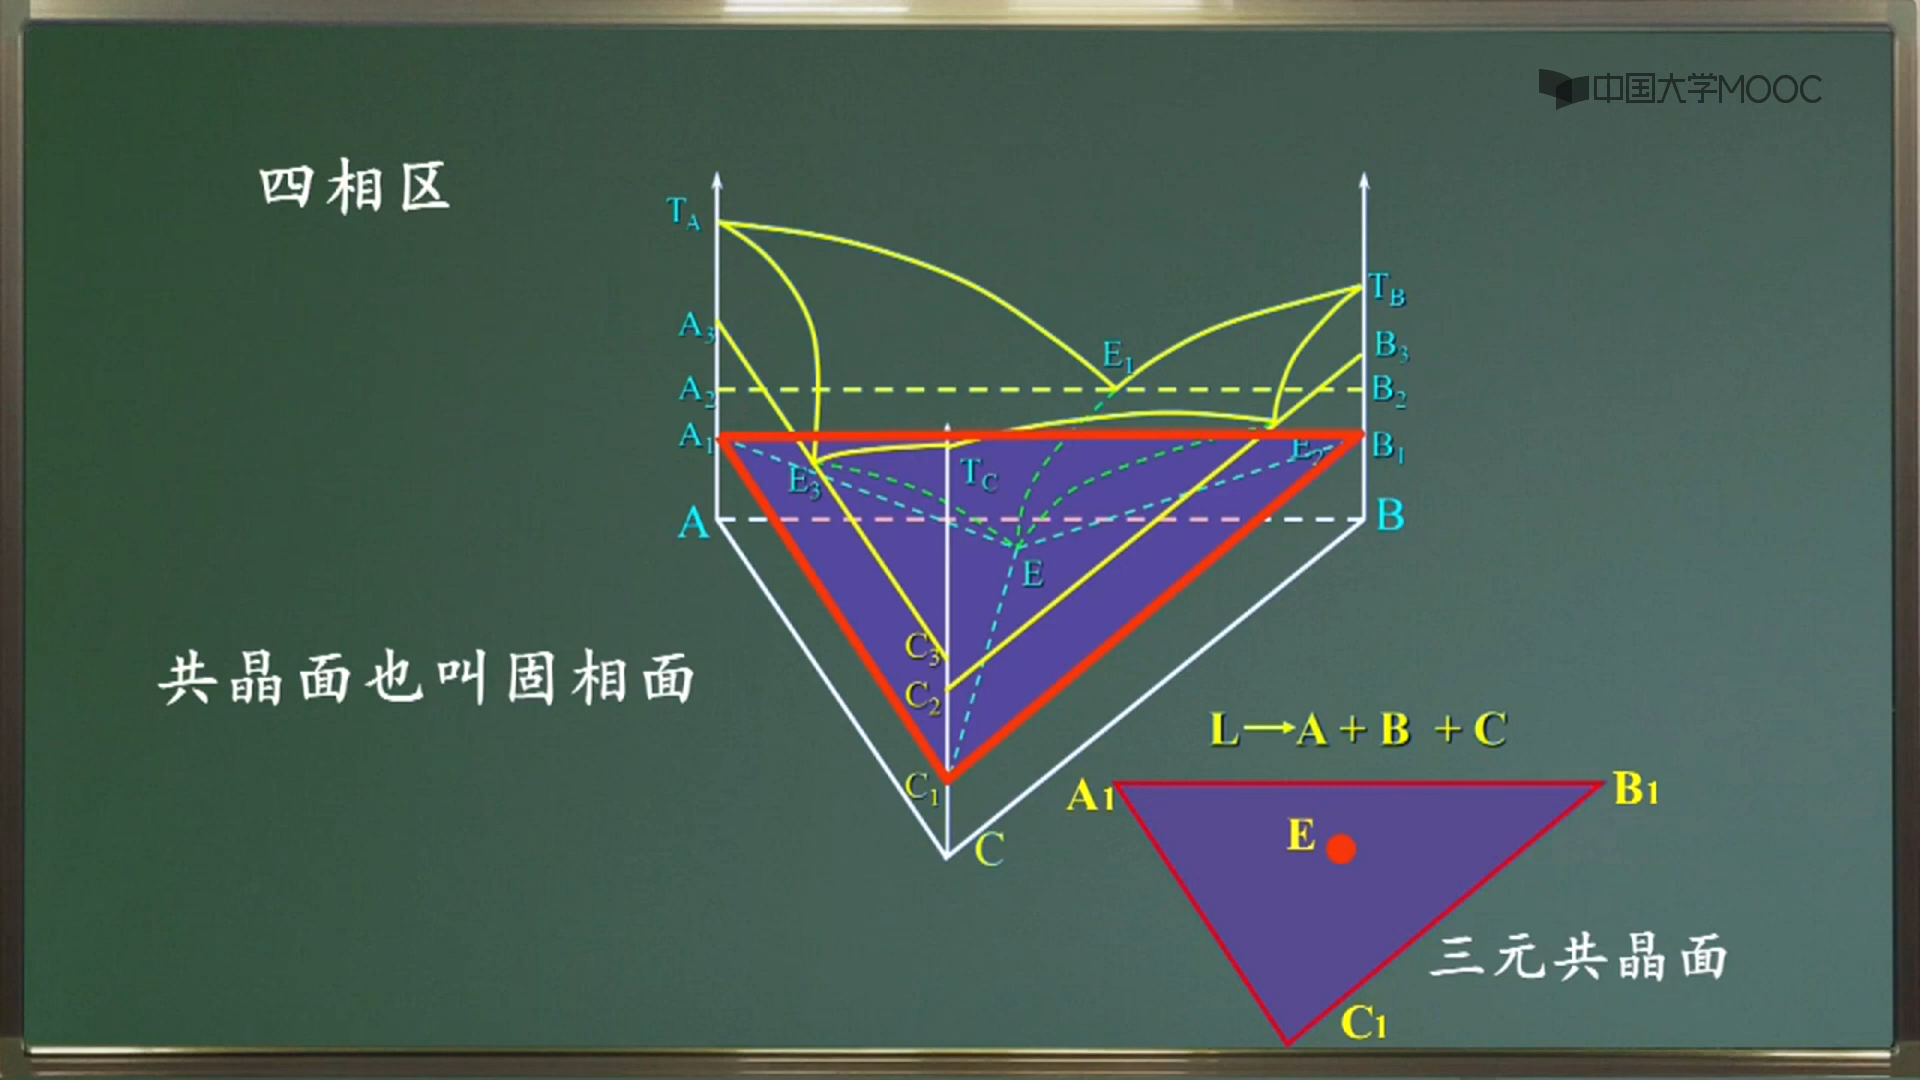 中国大学MOOC
四相区
T_A
T_B
A_3
B_3
E_1
A_2
B_2
A_1
B_1
E_3
T_C
E_2
A
B
E
C_3
C_2
C_1
C
共晶面也叫固相面
L→A + B + C
A1
B1
E
三元共晶面
C1